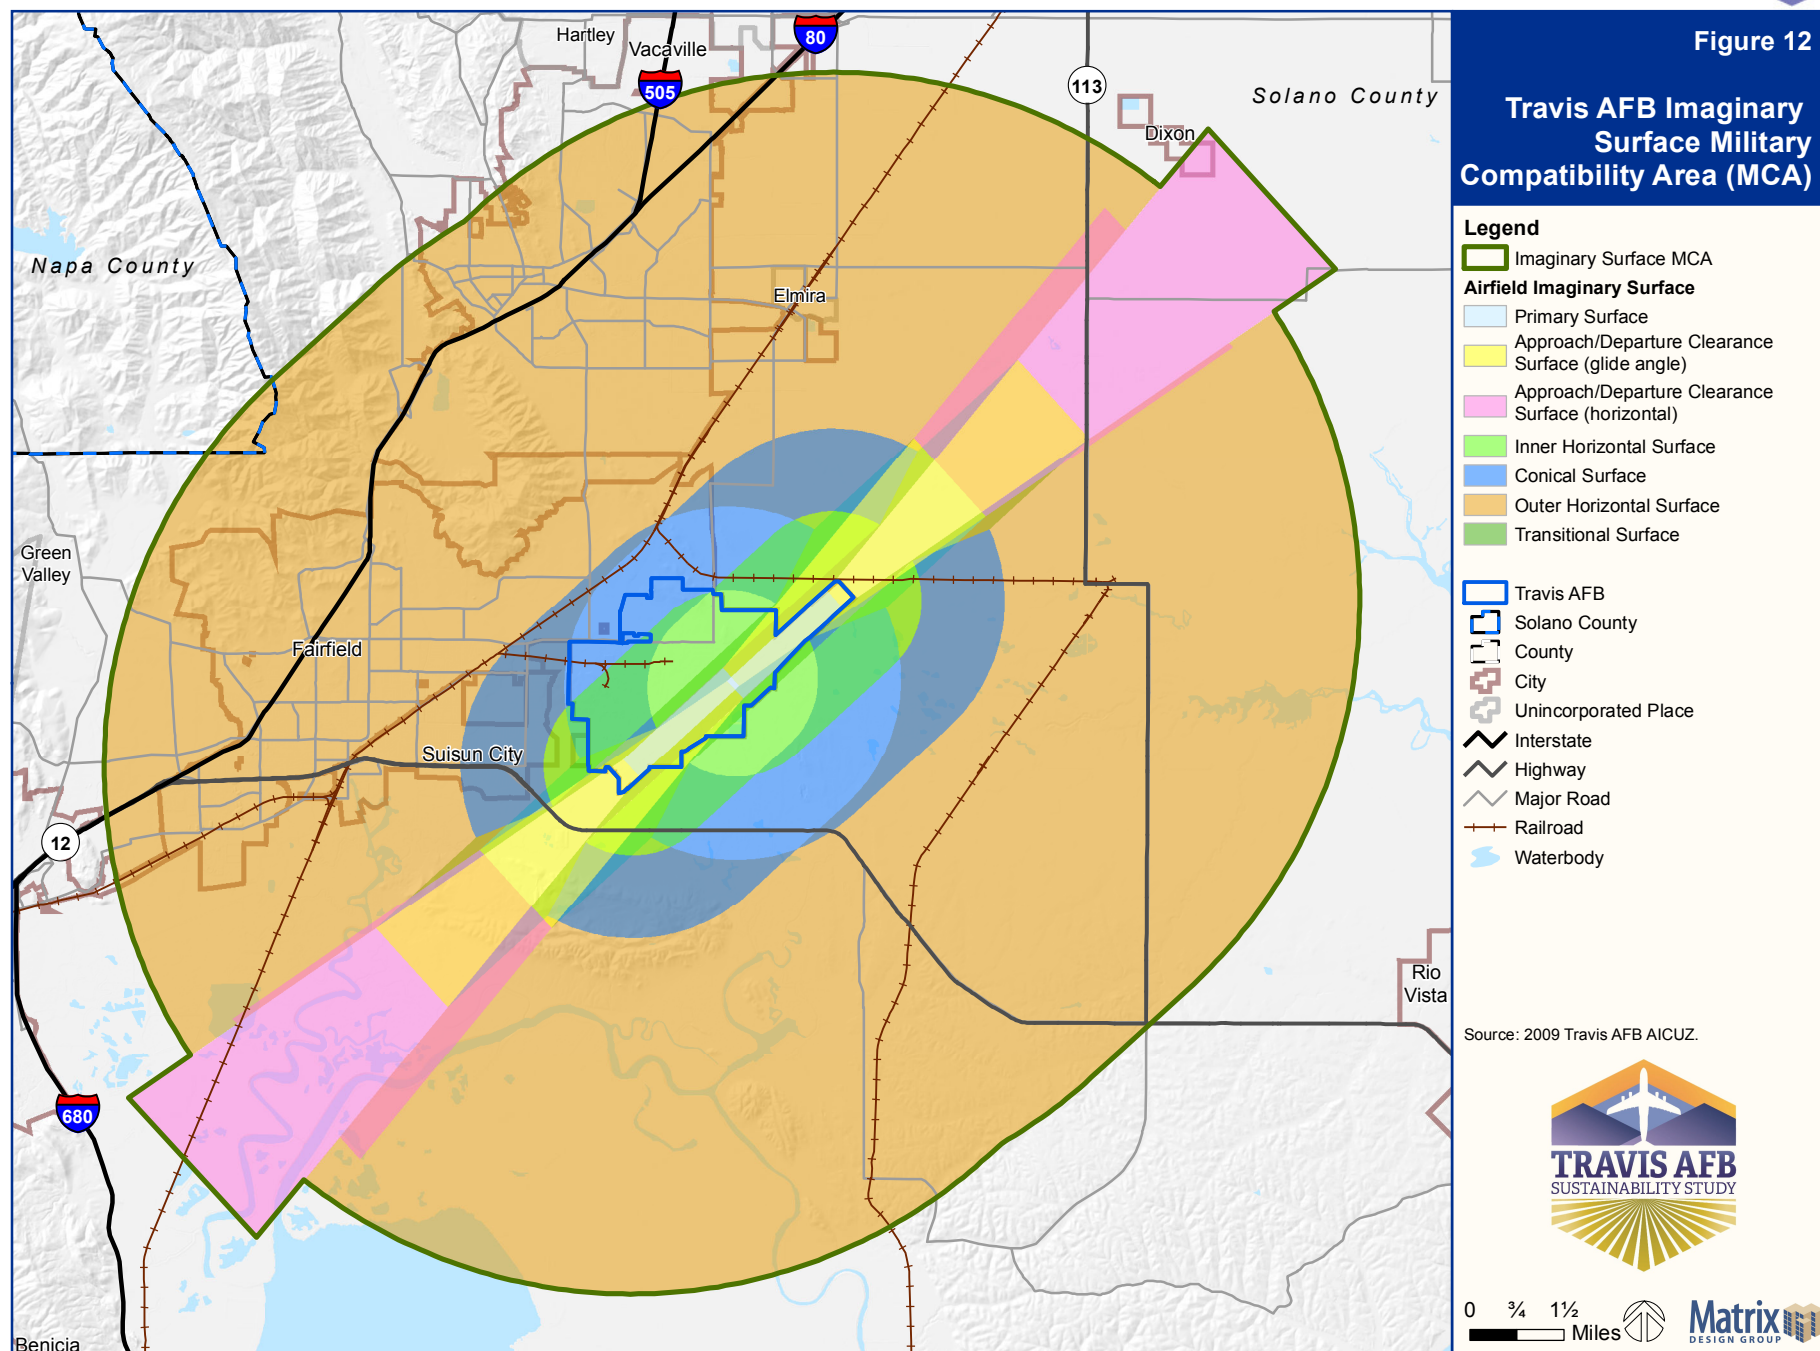 Figure 12
Travis AFB Imaginary
Surface Military
Compatibility Area (MCA)
Legend
Imaginary Surface MCA
Airfield Imaginary Surface
Primary Surface
Approach/Departure Clearance
Surface (glide angle)
Approach/Departure Clearance
Surface (horizontal)
Inner Horizontal Surface
Conical Surface
Outer Horizontal Surface
Transitional Surface
Travis AFB
Solano County
County
City
Unincorporated Place
Interstate
Highway
Major Road
Railroad
Waterbody
Source: 2009 Travis AFB AICUZ.
TRAVIS AFB
SUSTAINABILITY STUDY
0 ¾ 1½
Miles
Matrix
DESIGN GROUP
Hartley
Vacaville
80
505
113
Solano County
Dixon
Napa County
Elmira
Green
Valley
Fairfield
Suisun City
12
Rio
Vista
680
Benicia